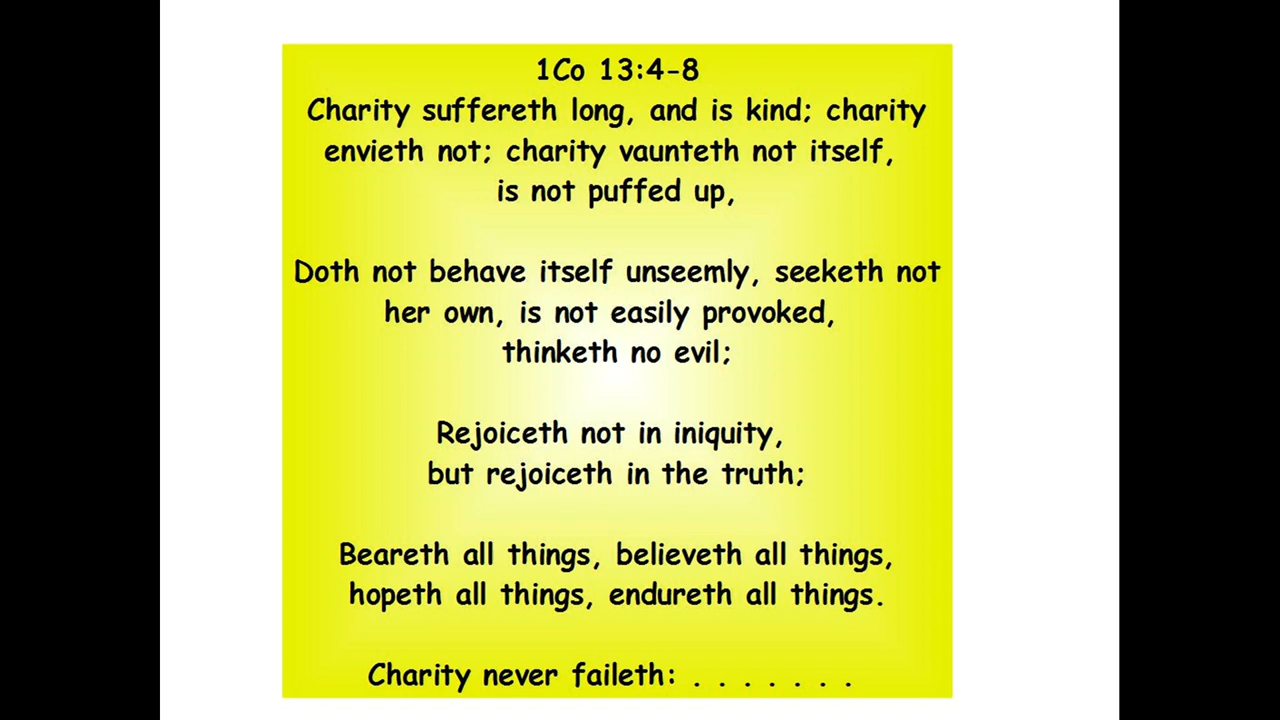 1Co 13:4-8
Charity suffereth long, and is kind; charity
envieth not; charity vaunteth not itself,
is not puffed up,
Doth not behave itself unseemly, seeketh not
her own, is not easily provoked,
thinketh no evil;
Rejoiceth not in iniquity,
but rejoiceth in the truth;
Beareth all things, believeth all things,
hopeth all things, endureth all things.
Charity never faileth: . . . . . . .